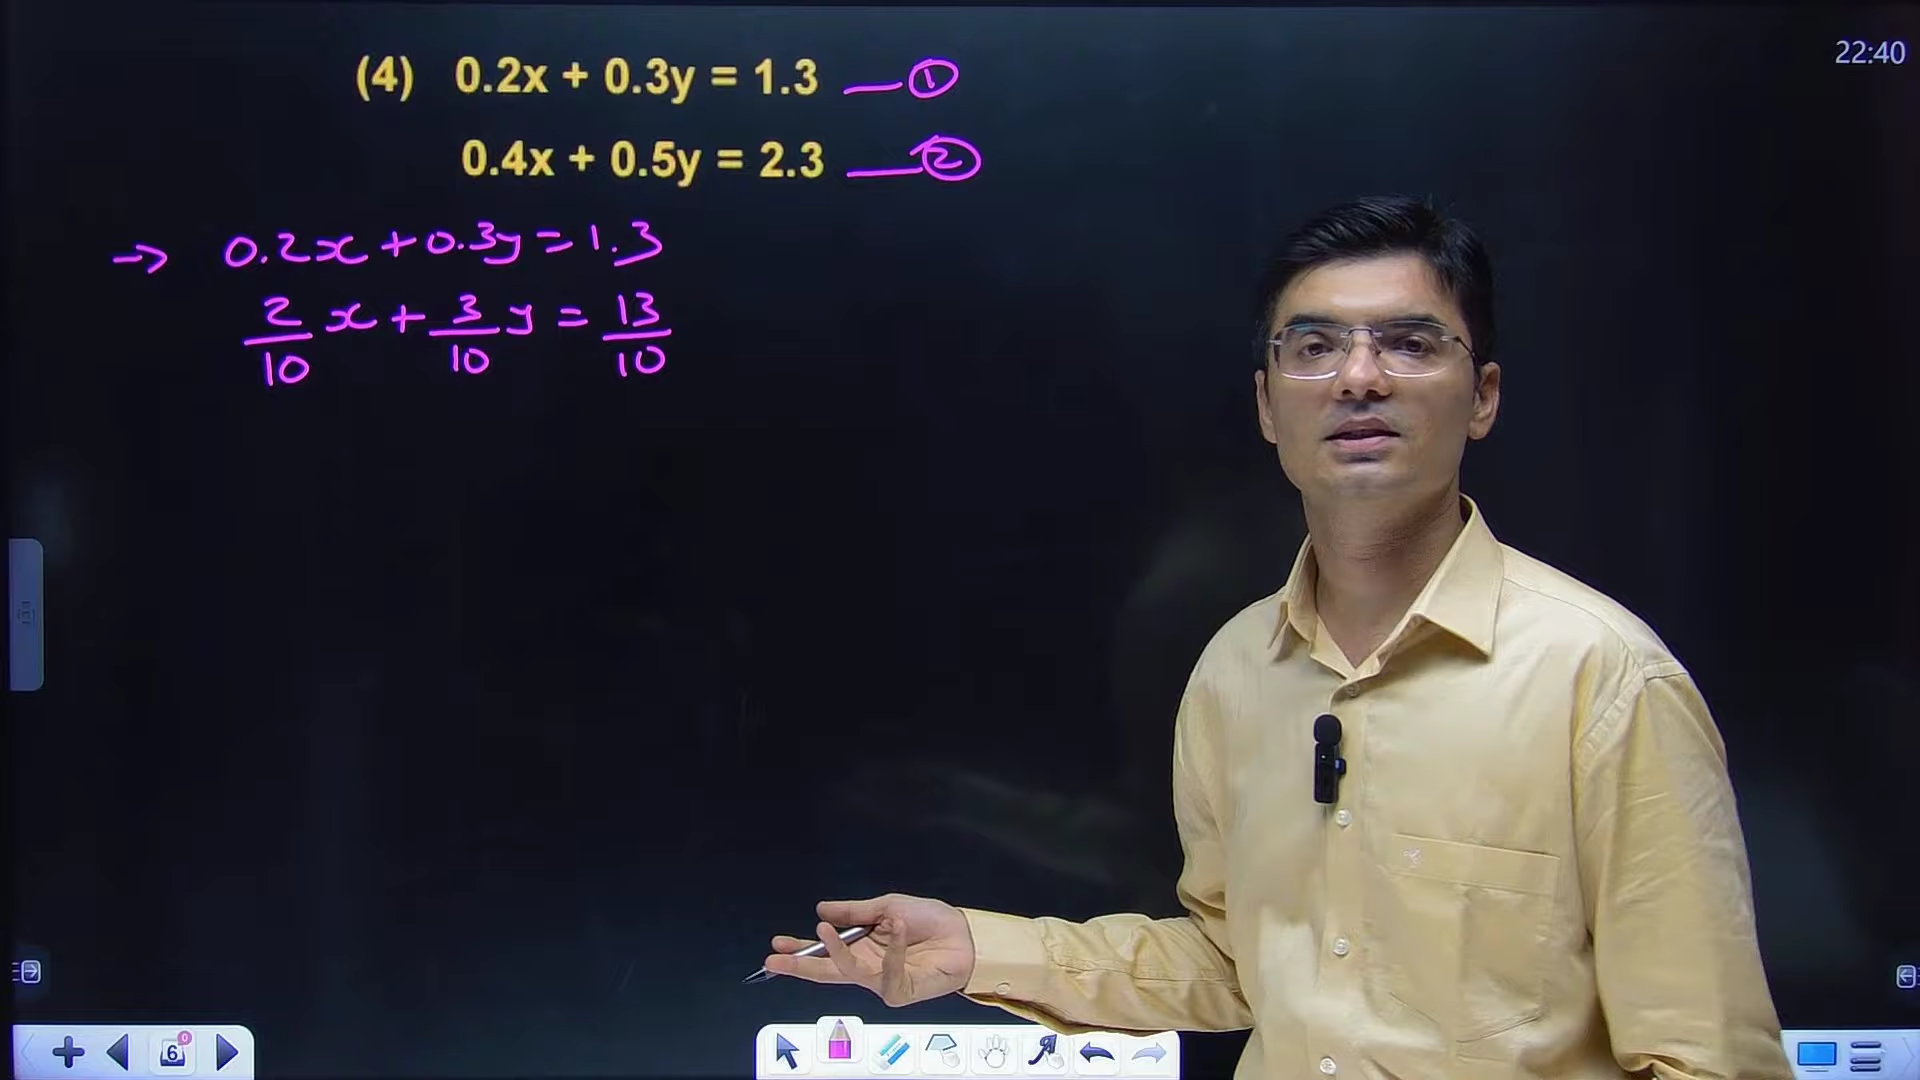 22:40
(4) 0.2x + 0.3y = 1.3 — ①
0.4x + 0.5y = 2.3 — ②
→ 0.2x + 0.3y = 1.3
2/10 x + 3/10 y = 13/10
6
0